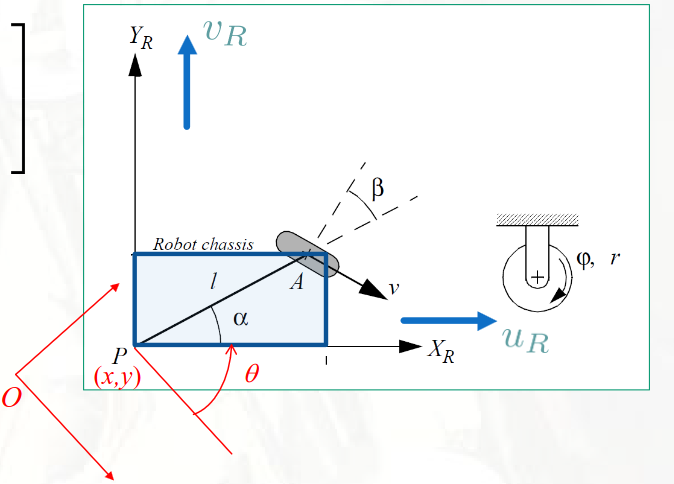 Y_R
v_R
β
Robot chassis
φ, r
l
A
v
α
u_R
X_R
P
(x,y)
θ
O